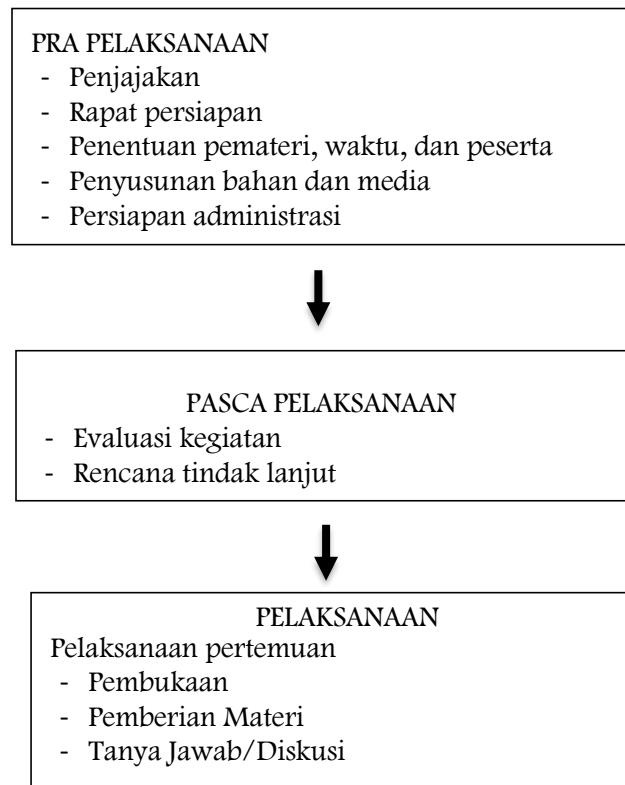 PRA PELAKSANAAN
- Penjajakan
- Rapat persiapan
- Penentuan pemateri, waktu, dan peserta
- Penyusunan bahan dan media
- Persiapan administrasi
PASCA PELAKSANAAN
- Evaluasi kegiatan
- Rencana tindak lanjut
PELAKSANAAN
Pelaksanaan pertemuan
- Pembukaan
- Pemberian Materi
- Tanya Jawab/Diskusi